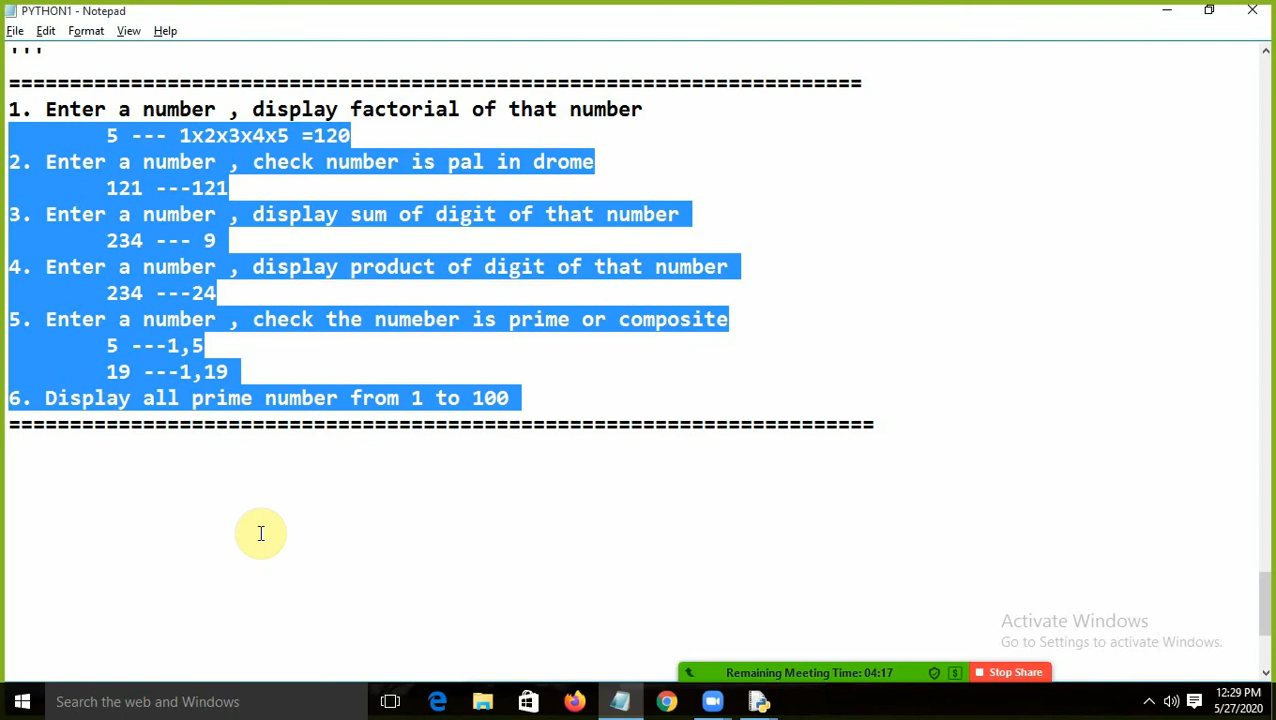 PYTHON1 - Notepad
File Edit Format View Help
'''
======================================================================
1. Enter a number , display factorial of that number
5 --- 1x2x3x4x5 =120
2. Enter a number , check number is pal in drome
121 ---121
3. Enter a number , display sum of digit of that number
234 --- 9
4. Enter a number , display product of digit of that number
234 ---24
5. Enter a number , check the numeber is prime or composite
5 ---1,5
19 ---1,19
6. Display all prime number from 1 to 100
=======================================================================
Activate Windows
Go to Settings to activate Windows.
Remaining Meeting Time: 04:17 Stop Share
Search the web and Windows
12:29 PM
5/27/2020